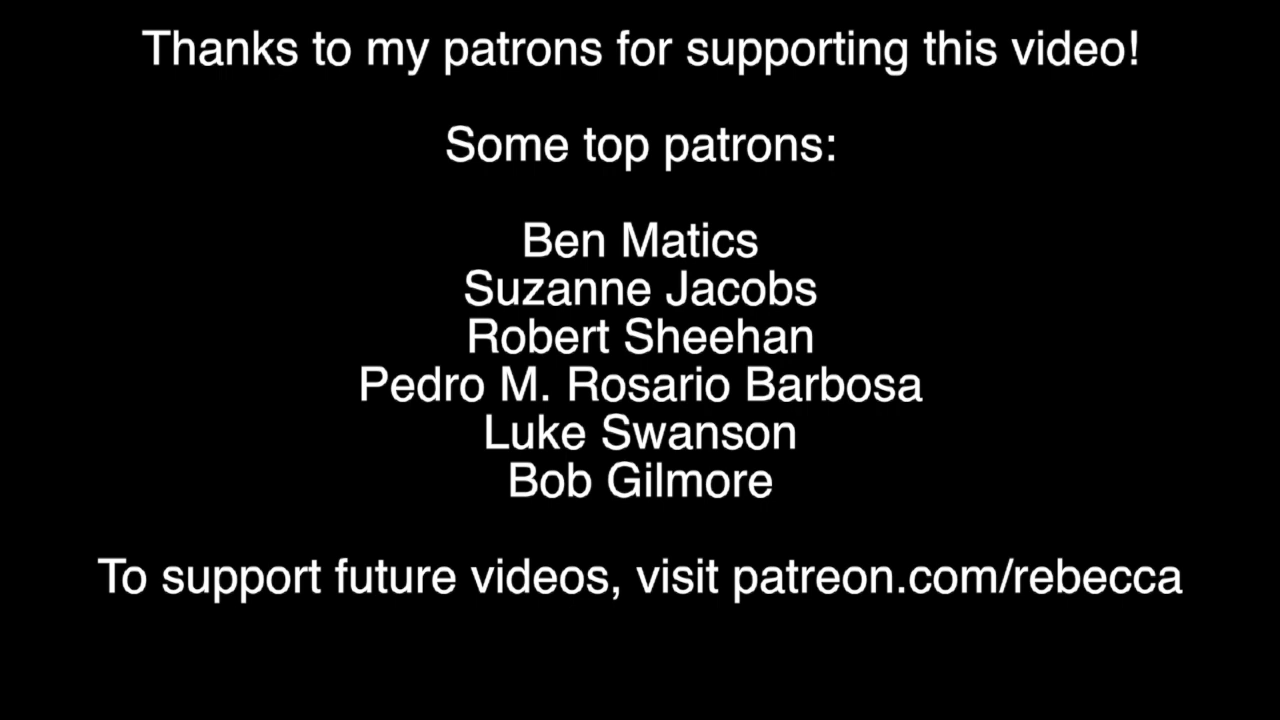 Thanks to my patrons for supporting this video!
Some top patrons:
Ben Matics
Suzanne Jacobs
Robert Sheehan
Pedro M. Rosario Barbosa
Luke Swanson
Bob Gilmore
To support future videos, visit patreon.com/rebecca